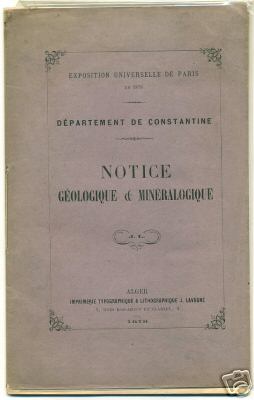 EXPOSITION UNIVERSELLE DE PARIS
EN 1878
DÉPARTEMENT DE CONSTANTINE
NOTICE
GÉOLOGIQUE & MINÉRALOGIQUE
J. L.
ALGER
IMPRIMERIE TYPOGRAPHIQUE & LITHOGRAPHIQUE J. LAVAGNE
1878